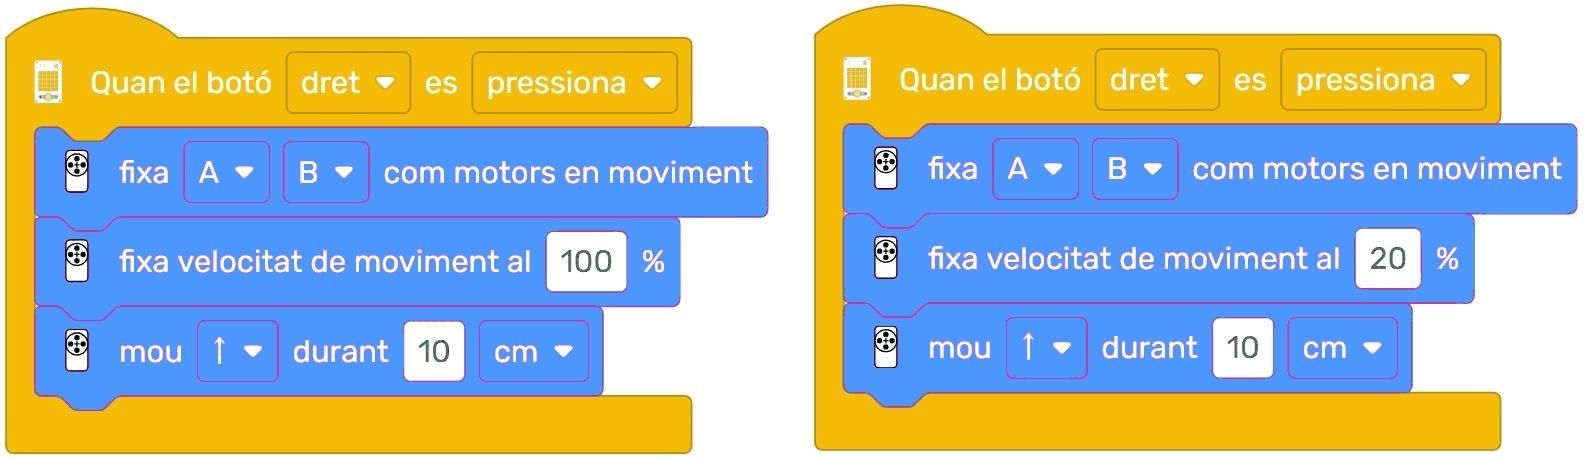 Quan el botó dret es pressiona
fixa A B com motors en moviment
fixa velocitat de moviment al 100 %
mou ↑ durant 10 cm
Quan el botó dret es pressiona
fixa A B com motors en moviment
fixa velocitat de moviment al 20 %
mou ↑ durant 10 cm